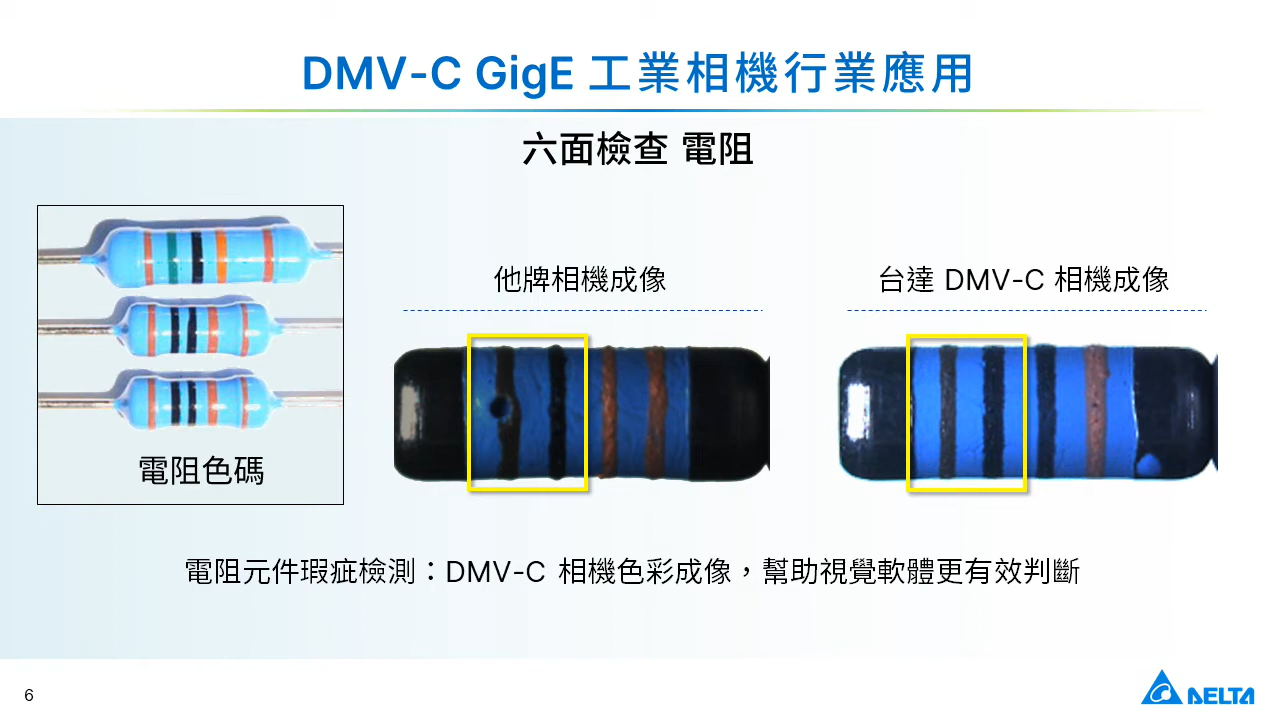 DMV-C GigE 工業相機行業應用
六面檢查 電阻
電阻色碼
他牌相機成像
台達 DMV-C 相機成像
電阻元件瑕疵檢測：DMV-C 相機色彩成像，幫助視覺軟體更有效判斷
6
DELTA